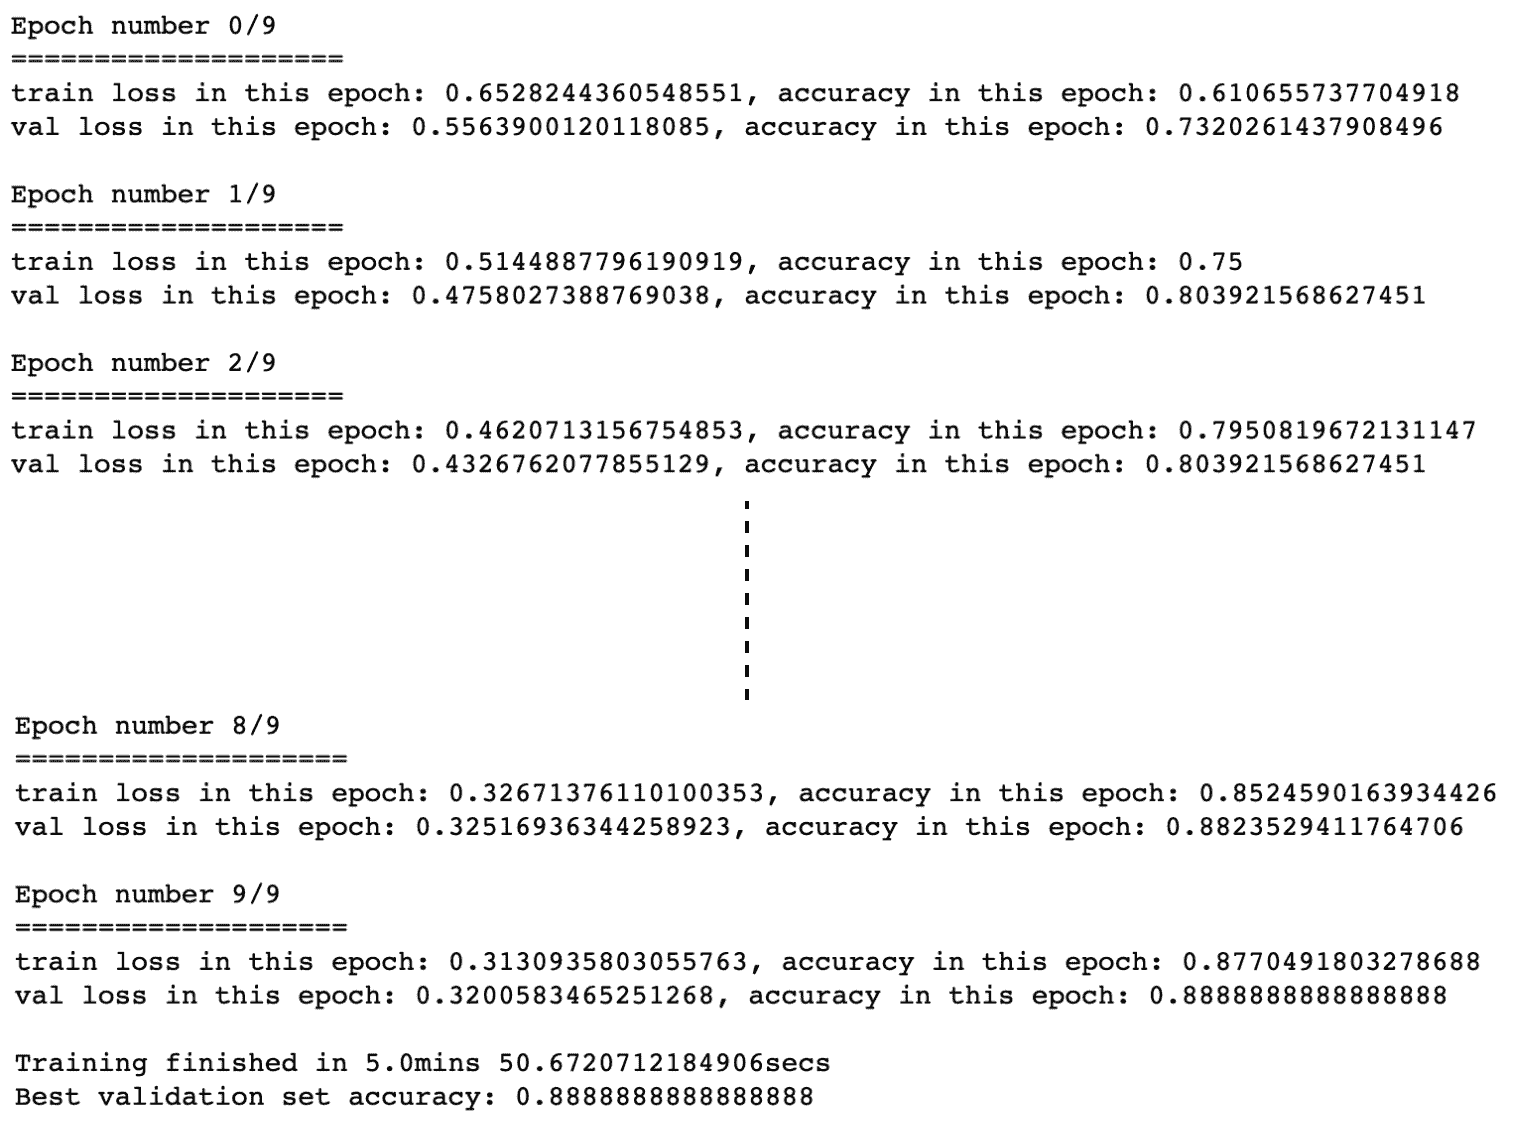 Epoch number 0/9
====================
train loss in this epoch: 0.6528244360548551, accuracy in this epoch: 0.610655737704918
val loss in this epoch: 0.5563900120118085, accuracy in this epoch: 0.7320261437908496
Epoch number 1/9
====================
train loss in this epoch: 0.5144887796190919, accuracy in this epoch: 0.75
val loss in this epoch: 0.4758027388769038, accuracy in this epoch: 0.803921568627451
Epoch number 2/9
====================
train loss in this epoch: 0.4620713156754853, accuracy in this epoch: 0.7950819672131147
val loss in this epoch: 0.4326762077855129, accuracy in this epoch: 0.803921568627451
Epoch number 8/9
====================
train loss in this epoch: 0.32671376110100353, accuracy in this epoch: 0.8524590163934426
val loss in this epoch: 0.32516936344258923, accuracy in this epoch: 0.8823529411764706
Epoch number 9/9
====================
train loss in this epoch: 0.3130935803055763, accuracy in this epoch: 0.8770491803278688
val loss in this epoch: 0.3200583465251268, accuracy in this epoch: 0.8888888888888888
Training finished in 5.0mins 50.6720712184906secs
Best validation set accuracy: 0.8888888888888888